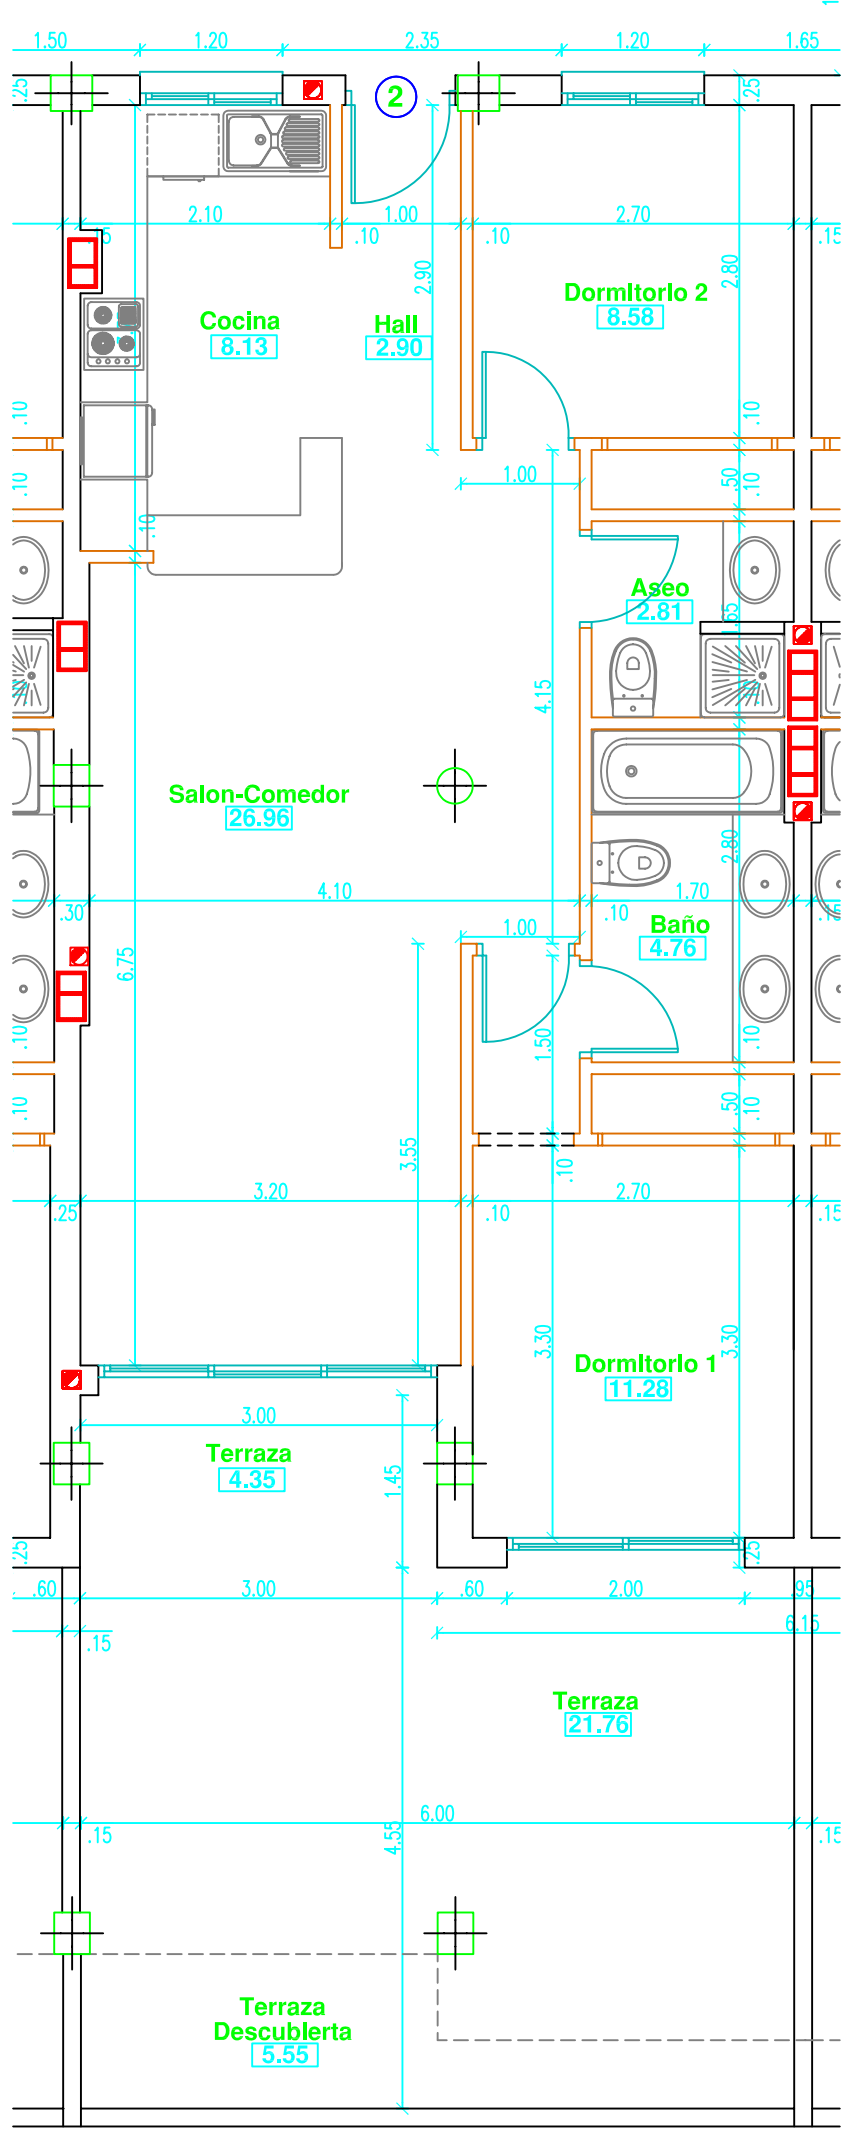 1.50 1.20 2.35 1.20 1.65
.25 2 .25
.15 2.10 1.00 2.70
.10 .10 .15
2.90 2.80
Dormitorio 2
8.58
Cocina
8.13
Hall
2.90
.10 .10
1.00
.10 .50 .10
.10
Aseo
2.81
1.65
4.15
Salon-Comedor
26.96
2.80
4.10 1.70
.30 .10 .15
1.00
Baño
4.76
6.75
.10 1.50 .10
.10 .50 .10
3.55 .10
3.20 2.70
.25 .10 .15
3.30 3.30
Dormitorio 1
11.28
3.00
Terraza
4.35
1.45
.25 .25
.60 3.00 .60 2.00 .95
.15 6.15
Terraza
21.76
6.00
.15 4.55 .15
Terraza
Descubierta
5.55